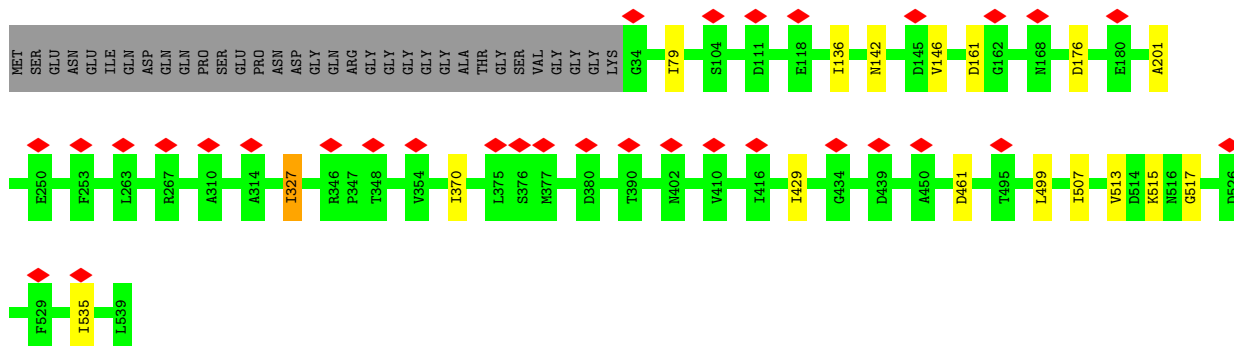 MET SER GLU ASN GLU ILE GLN ASP GLN GLN PRO SER GLU PRO ASN ASP GLY GLN ARG GLY GLY GLY GLY GLY ALA THR GLY SER VAL GLY GLY GLY LYS G34 I79 S104 D111 E118 I136 N142 D145 V146 D161 G162 N168 D176 E180 A201
E250 F253 L263 R267 A310 A314 I327 R346 P347 T348 V354 I370 L375 S376 M377 D380 T390 N402 V410 I416 I429 G434 D439 A450 D461 T495 L499 I507 V513 D514 K515 N516 G517 D526
F529 I535 L539